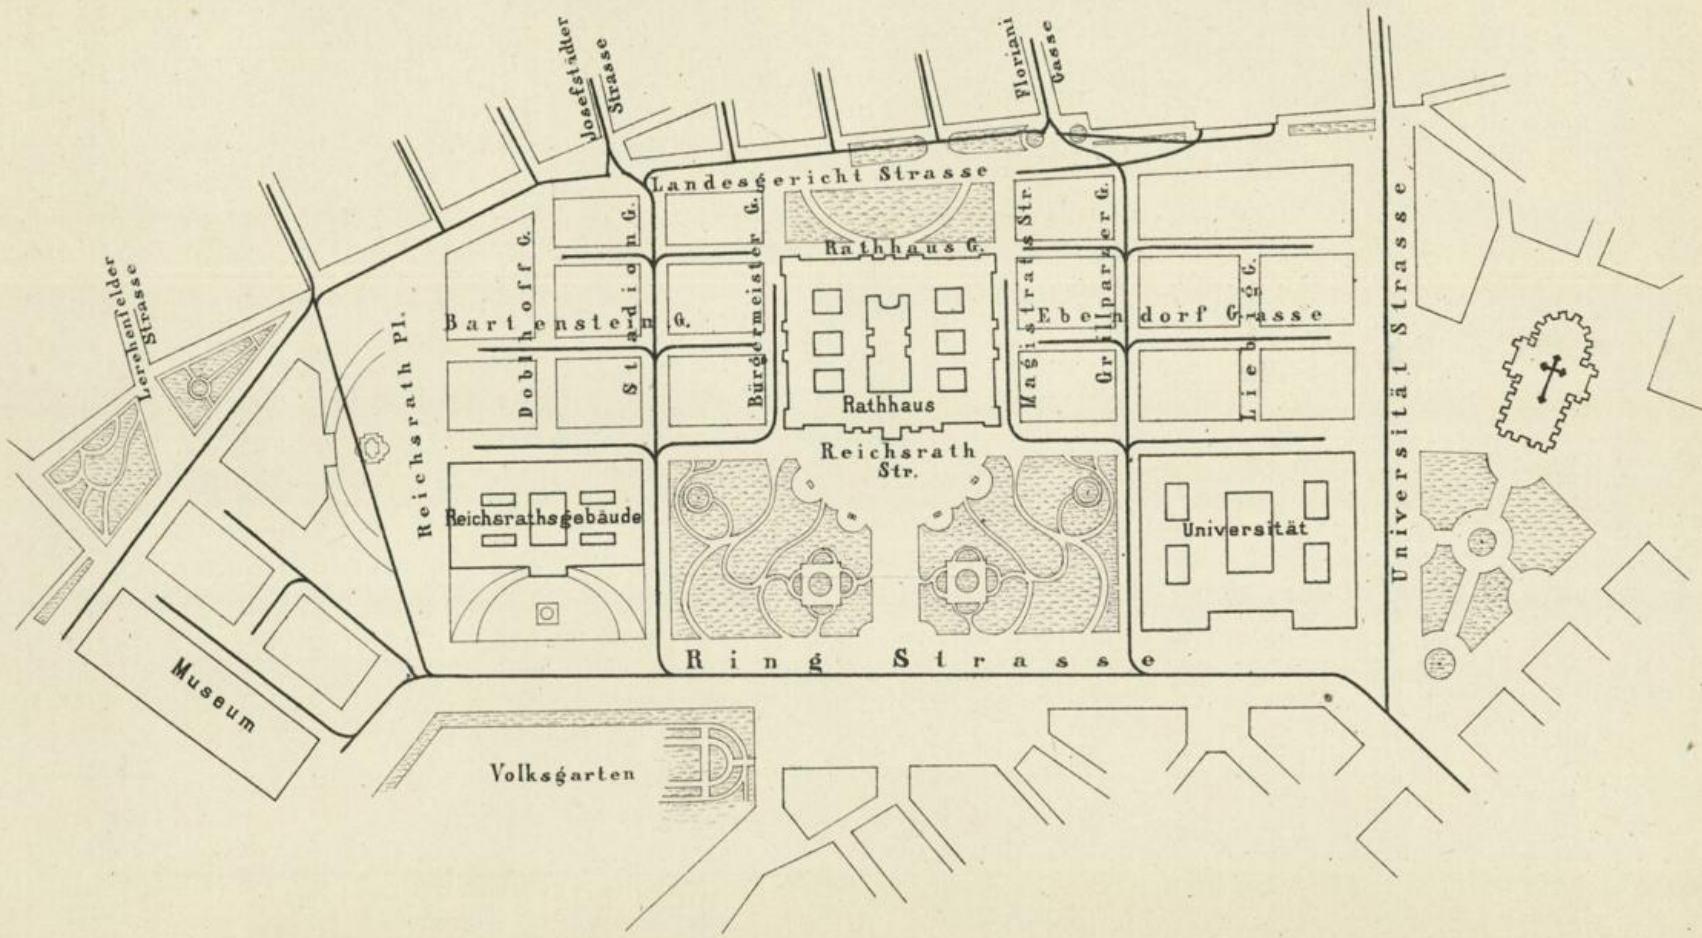 Josefstädter
Strasse
Floriani
Gasse
Landesgericht Strasse
Rathhaus G.
Lerchenfelder
Strasse
Reichsrath Pl.
Doblhoff G.
Stadion G.
Bürgermeister G.
Magistrats Str.
Grillparzer G.
Liebig G.
Universität Strasse
Bartenstein G.
Ebendorf Gasse
Rathhaus
Reichsrath
Str.
Reichsrathsgebäude
Universität
Ring Strasse
Museum
Volksgarten